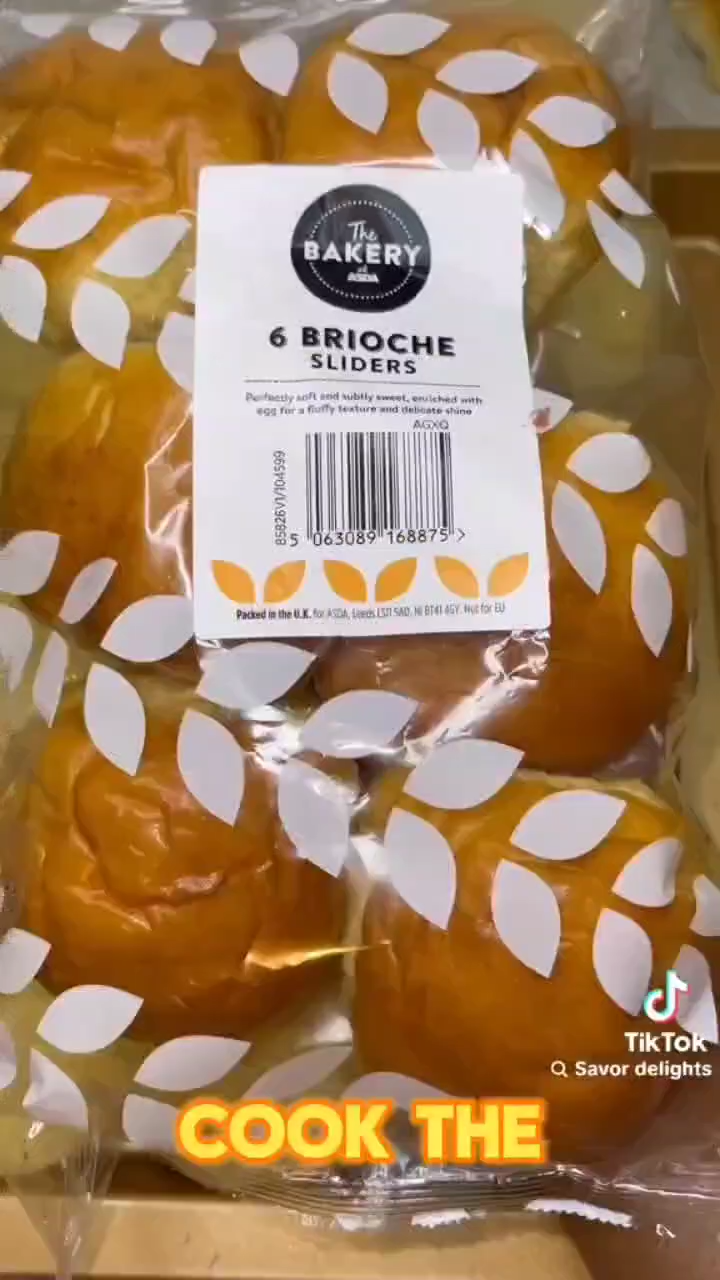 The
BAKERY
at
ASDA
6 BRIOCHE
SLIDERS
Perfectly soft and subtly sweet, enriched with
egg for a fluffy texture and delicate shine
AGXQ
85826V1/104599
5 063089 168875 >
Packed in the U.K. for ASDA, Leeds LS11 5AD, NI BT41 4GY. Not for EU
TikTok
Savor delights
COOK THE